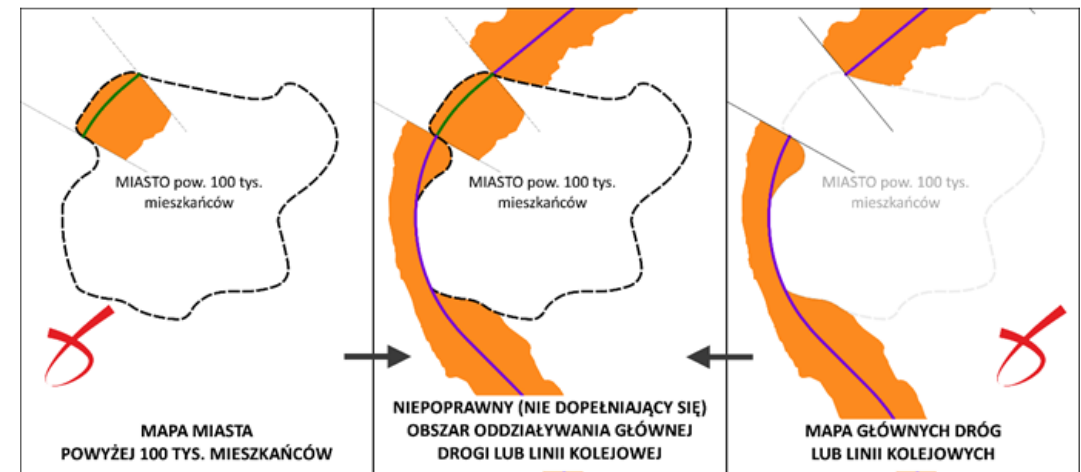 MIASTO pow. 100 tys.
mieszkańców
MAPA MIASTA
POWYŻEJ 100 TYS. MIESZKAŃCÓW
MIASTO pow. 100 tys.
mieszkańców
NIEPOPRAWNY (NIE DOPEŁNIAJĄCY SIĘ)
OBSZAR ODDZIAŁYWANIA GŁÓWNEJ
DROGI LUB LINII KOLEJOWEJ
MIASTO pow. 100 tys.
mieszkańców
MAPA GŁÓWNYCH DRÓG
LUB LINII KOLEJOWYCH